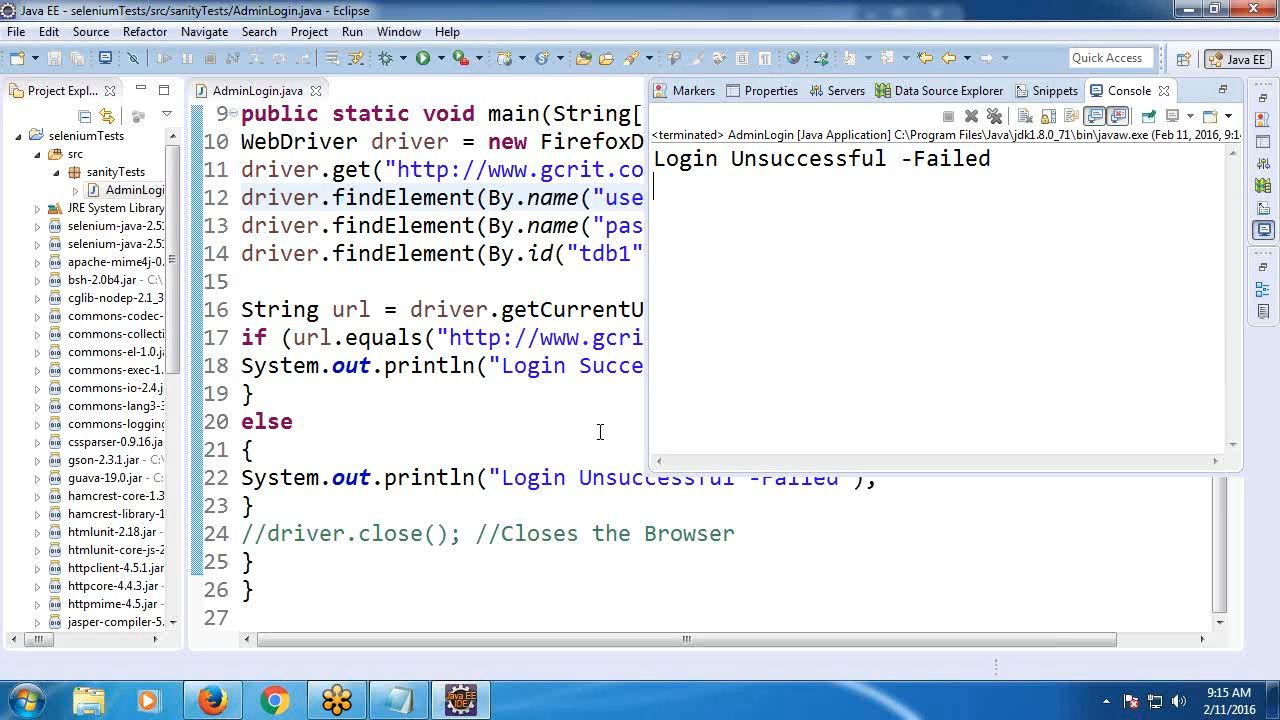 Java EE - seleniumTests/src/sanityTests/AdminLogin.java - Eclipse
File Edit Source Refactor Navigate Search Project Run Window Help
Quick Access
Java EE
Project Expl...
AdminLogin.java
Markers Properties Servers Data Source Explorer Snippets Console
seleniumTests
src
sanityTests
AdminLogi
JRE System Library
selenium-java-2.5
selenium-java-2.5
apache-mime4j-0.
bsh-2.0b4.jar - C:\
cglib-nodep-2.1_3
commons-codec-
commons-collecti
commons-el-1.0.j
commons-exec-1.
commons-io-2.4.j
commons-lang3-3
commons-logging
cssparser-0.9.16.ja
gson-2.3.1.jar - C:\
guava-19.0.jar - C:
hamcrest-core-1.3
hamcrest-library-1
htmlunit-2.18.jar -
htmlunit-core-js-2
httpclient-4.5.1.jar
httpcore-4.4.3.jar -
httpmime-4.5.jar -
jasper-compiler-5.
9 public static void main(String[
10 WebDriver driver = new FirefoxD
11 driver.get("http://www.gcrit.co
12 driver.findElement(By.name("use
13 driver.findElement(By.name("pas
14 driver.findElement(By.id("tdb1"
15
16 String url = driver.getCurrentU
17 if (url.equals("http://www.gcri
18 System.out.println("Login Succe
19 }
20 else
21 {
22 System.out.println("Login Unsuccessful -Failed");
23 }
24 //driver.close(); //Closes the Browser
25 }
26 }
27
<terminated> AdminLogin [Java Application] C:\Program Files\Java\jdk1.8.0_71\bin\javaw.exe (Feb 11, 2016, 9:1
Login Unsuccessful -Failed
9:15 AM
2/11/2016